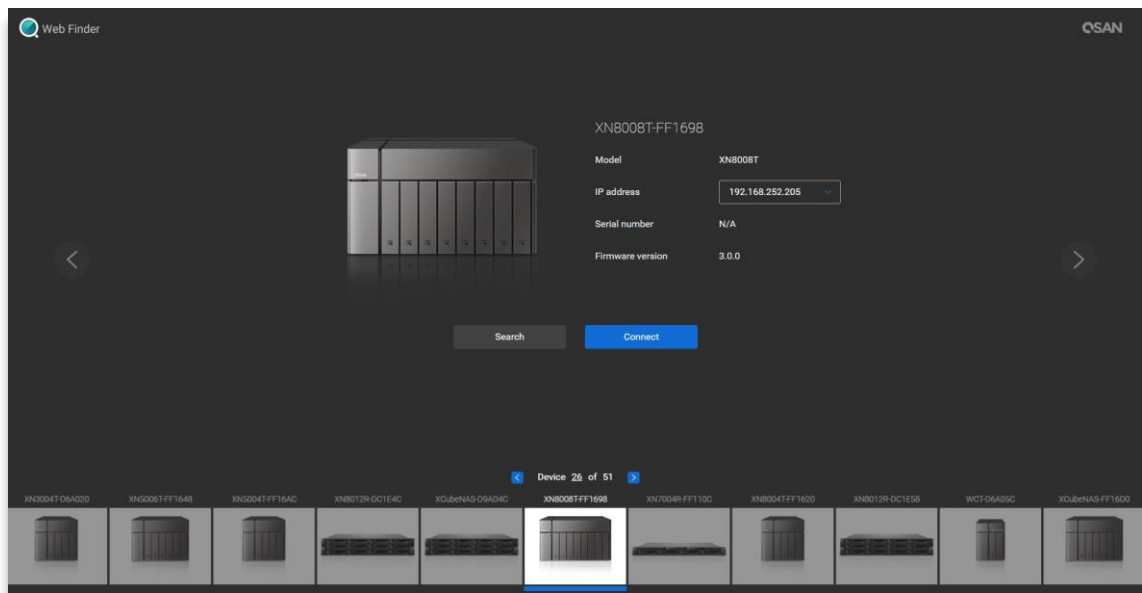 Web Finder
QSAN
XN8008T-FF1698
Model XN8008T
IP address 192.168.252.205
Serial number N/A
Firmware version 3.0.0
Search Connect
Device 26 of 51
XN3004T-D6A020 XN5006T-FF1648 XN5004T-FF16AC XN8012R-DC1E4C XCubeNAS-D9AD4C XN8008T-FF1698 XN7004R-FF110C XN8004T-FF1620 XN8012R-DC1E58 WCT-D6A05C XCubeNAS-FF16D0